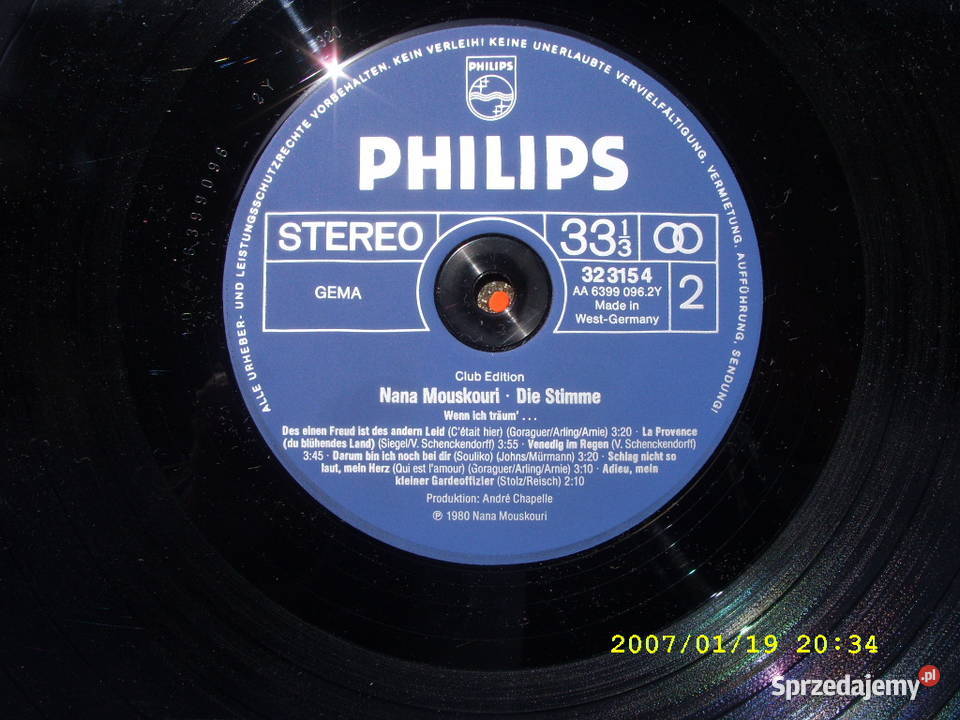 ALLE URHEBER- UND LEISTUNGSSCHUTZRECHTE VORBEHALTEN. KEIN VERLEIH! KEINE UNERLAUBTE VERVIELFÄLTIGUNG, VERMIETUNG, AUFFÜHRUNG, SENDUNG!
PHILIPS
PHILIPS
STEREO
33 1/3
GEMA
32 315 4
AA 6399 096.2Y
Made in
West-Germany
2
Club Edition
Nana Mouskouri · Die Stimme
Wenn ich träum' . . .
Des einen Freud ist des andern Leid (C'était hier) (Goraguer/Arling/Arnie) 3:20 · La Provence
(du blühendes Land) (Siegel/V. Schenckendorff) 3:55 · Venedig im Regen (V. Schenckendorff)
3:45 · Darum bin ich noch bei dir (Souliko) (Johns/Mürmann) 3:20 · Schlag nicht so
laut, mein Herz (Qui est l'amour) (Goraguer/Arling/Arnie) 3:10 · Adieu, mein
kleiner Gardeoffizier (Stolz/Reisch) 2:10
Produktion: André Chapelle
℗ 1980 Nana Mouskouri
2007/01/19 20:34
Sprzedajemy.pl